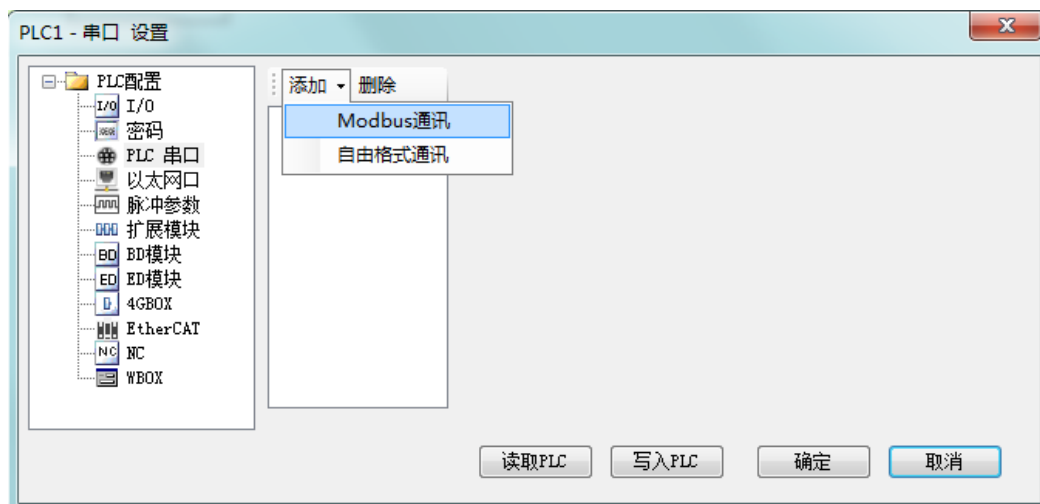 PLC1 - 串口 设置
PLC配置
I/O I/O
密码
PLC 串口
以太网口
脉冲参数
扩展模块
BD BD模块
ED ED模块
4GBOX
EtherCAT
NC NC
WBOX
添加 删除
Modbus通讯
自由格式通讯
读取PLC 写入PLC 确定 取消